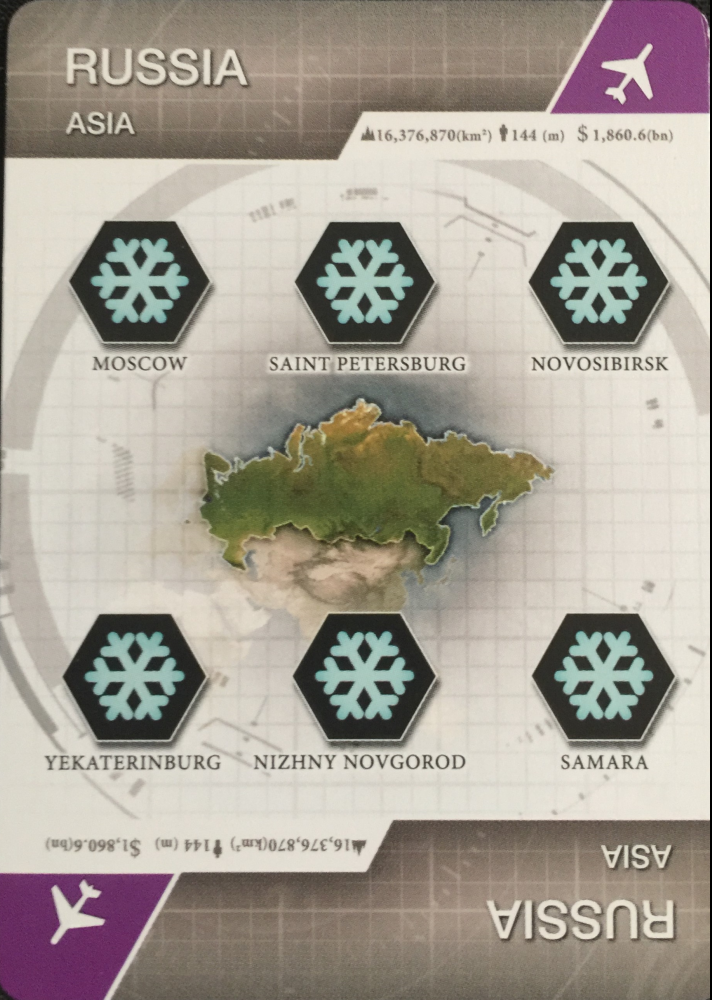 RUSSIA
ASIA
16,376,870(km²) 144 (m) $ 1,860.6(bn)
MOSCOW
SAINT PETERSBURG
NOVOSIBIRSK
YEKATERINBURG
NIZHNY NOVGOROD
SAMARA
16,376,870(km²) 144 (m) $1,860.6(bn)
ASIA
RUSSIA